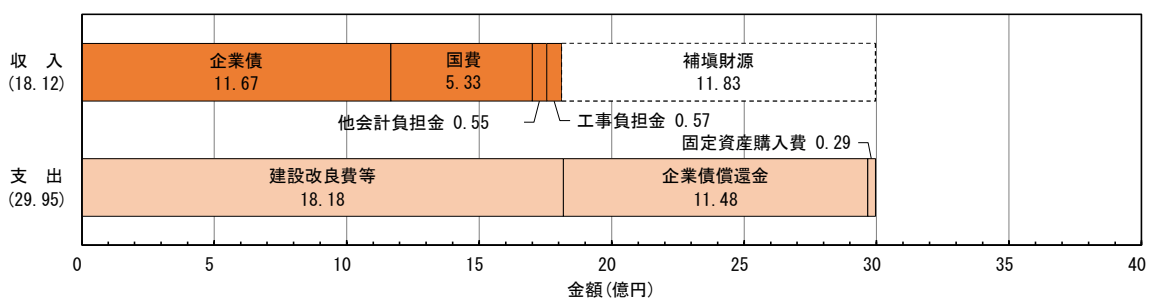 収　入
(18.12)
企業債
11.67
国費
5.33
補塡財源
11.83
他会計負担金 0.55
工事負担金 0.57
固定資産購入費 0.29
支　出
(29.95)
建設改良費等
18.18
企業債償還金
11.48
0 5 10 15 20 25 30 35 40
金額(億円)